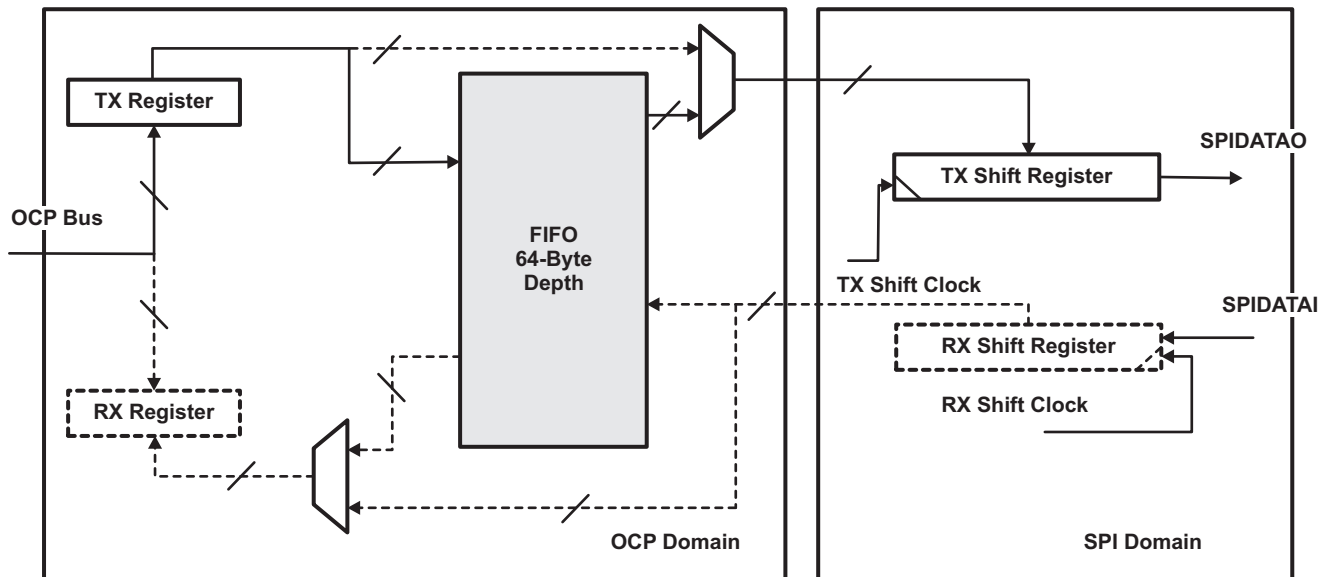 TX Register
SPIDATAO
TX Shift Register
OCP Bus
FIFO
64-Byte
Depth
TX Shift Clock
SPIDATAI
RX Shift Register
RX Register
RX Shift Clock
OCP Domain
SPI Domain